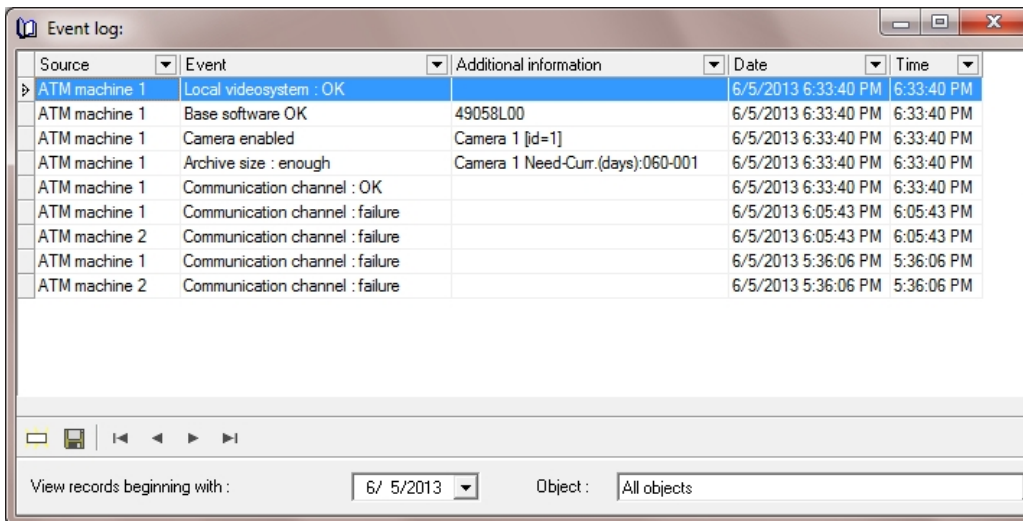 Event log:
Source Event Additional information Date Time
ATM machine 1 Local videosystem : OK 6/5/2013 6:33:40 PM 6:33:40 PM
ATM machine 1 Base software OK 49058L00 6/5/2013 6:33:40 PM 6:33:40 PM
ATM machine 1 Camera enabled Camera 1 [id=1] 6/5/2013 6:33:40 PM 6:33:40 PM
ATM machine 1 Archive size : enough Camera 1 Need-Curr.(days):060-001 6/5/2013 6:33:40 PM 6:33:40 PM
ATM machine 1 Communication channel : OK 6/5/2013 6:33:40 PM 6:33:40 PM
ATM machine 1 Communication channel : failure 6/5/2013 6:05:43 PM 6:05:43 PM
ATM machine 2 Communication channel : failure 6/5/2013 6:05:43 PM 6:05:43 PM
ATM machine 1 Communication channel : failure 6/5/2013 5:36:06 PM 5:36:06 PM
ATM machine 2 Communication channel : failure 6/5/2013 5:36:06 PM 5:36:06 PM
View records beginning with : 6/ 5/2013 Object : All objects